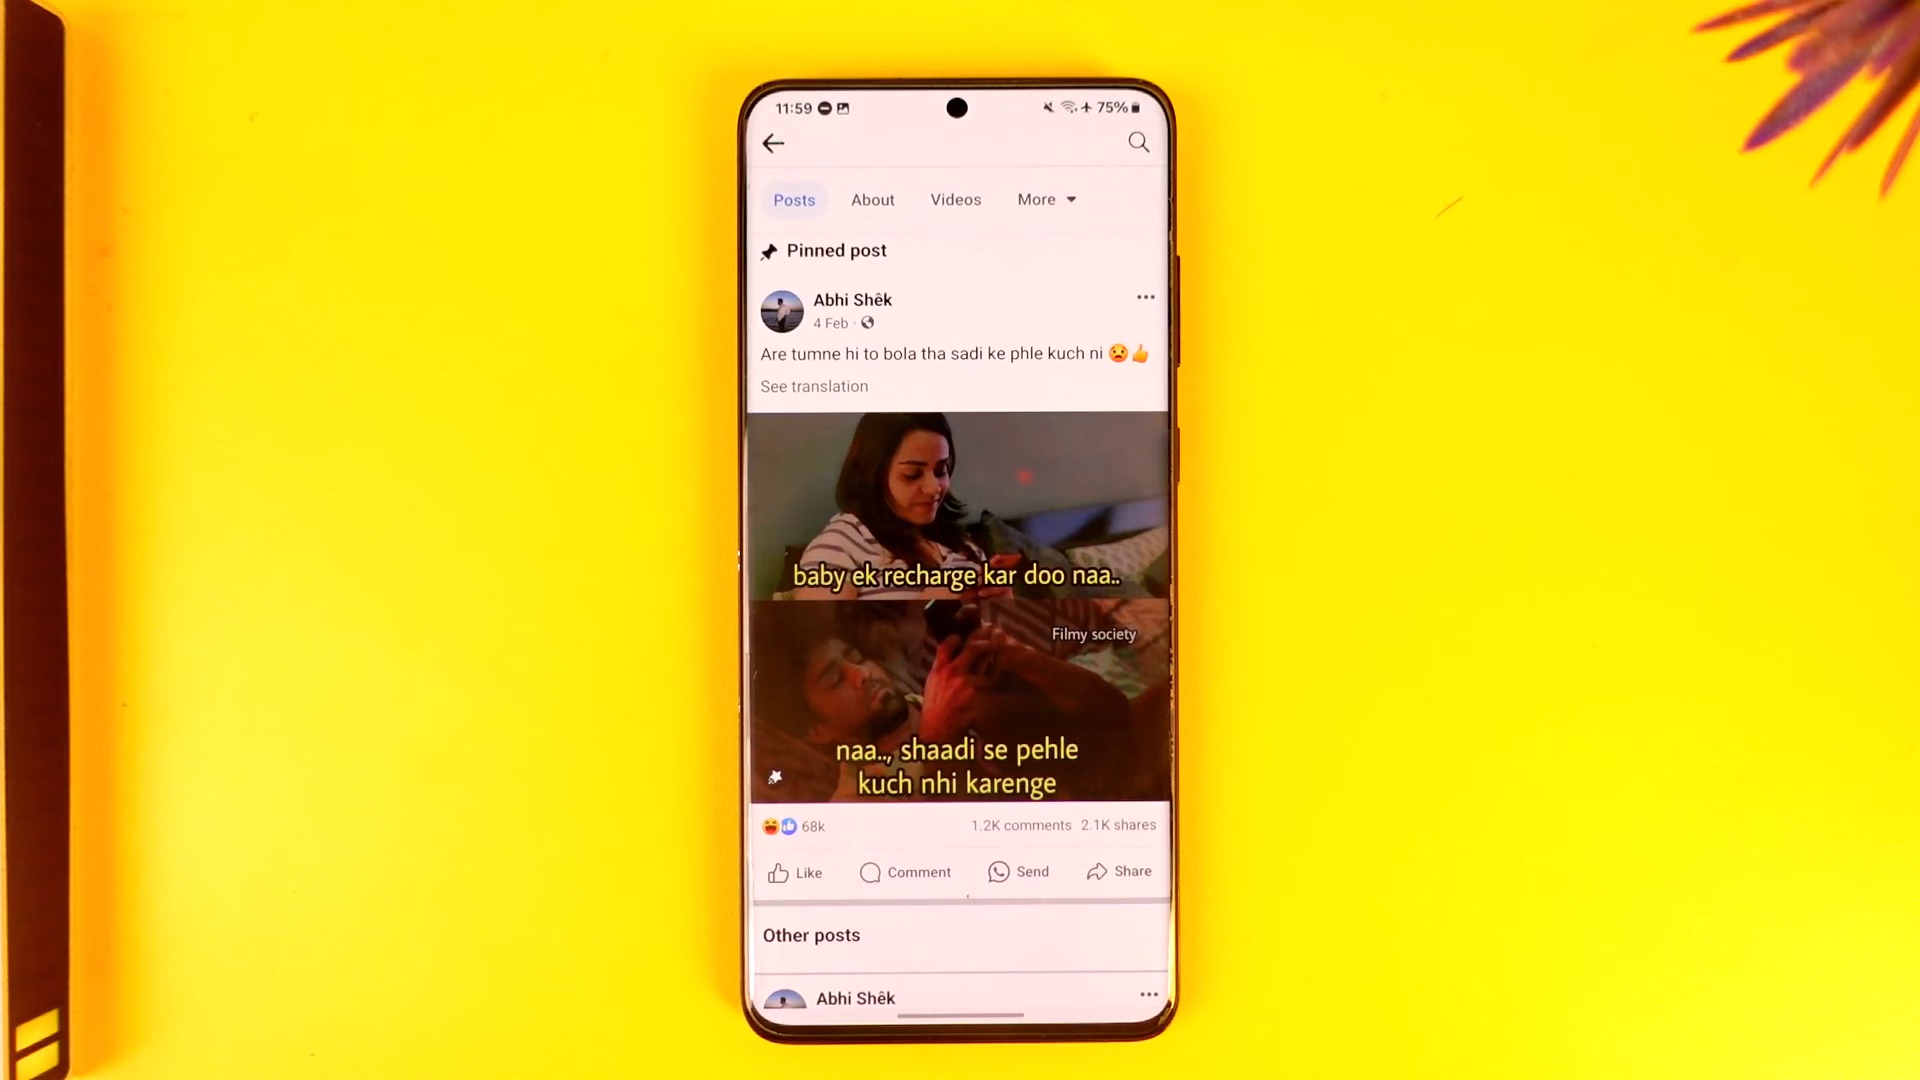 11:59
75%
Posts About Videos More
Pinned post
Abhi Shêk
4 Feb ·
Are tumne hi to bola tha sadi ke phle kuch ni 😧👍
See translation
baby ek recharge kar doo naa..
Filmy society
naa.., shaadi se pehle
kuch nhi karenge
68k 1.2K comments 2.1K shares
Like Comment Send Share
Other posts
Abhi Shêk